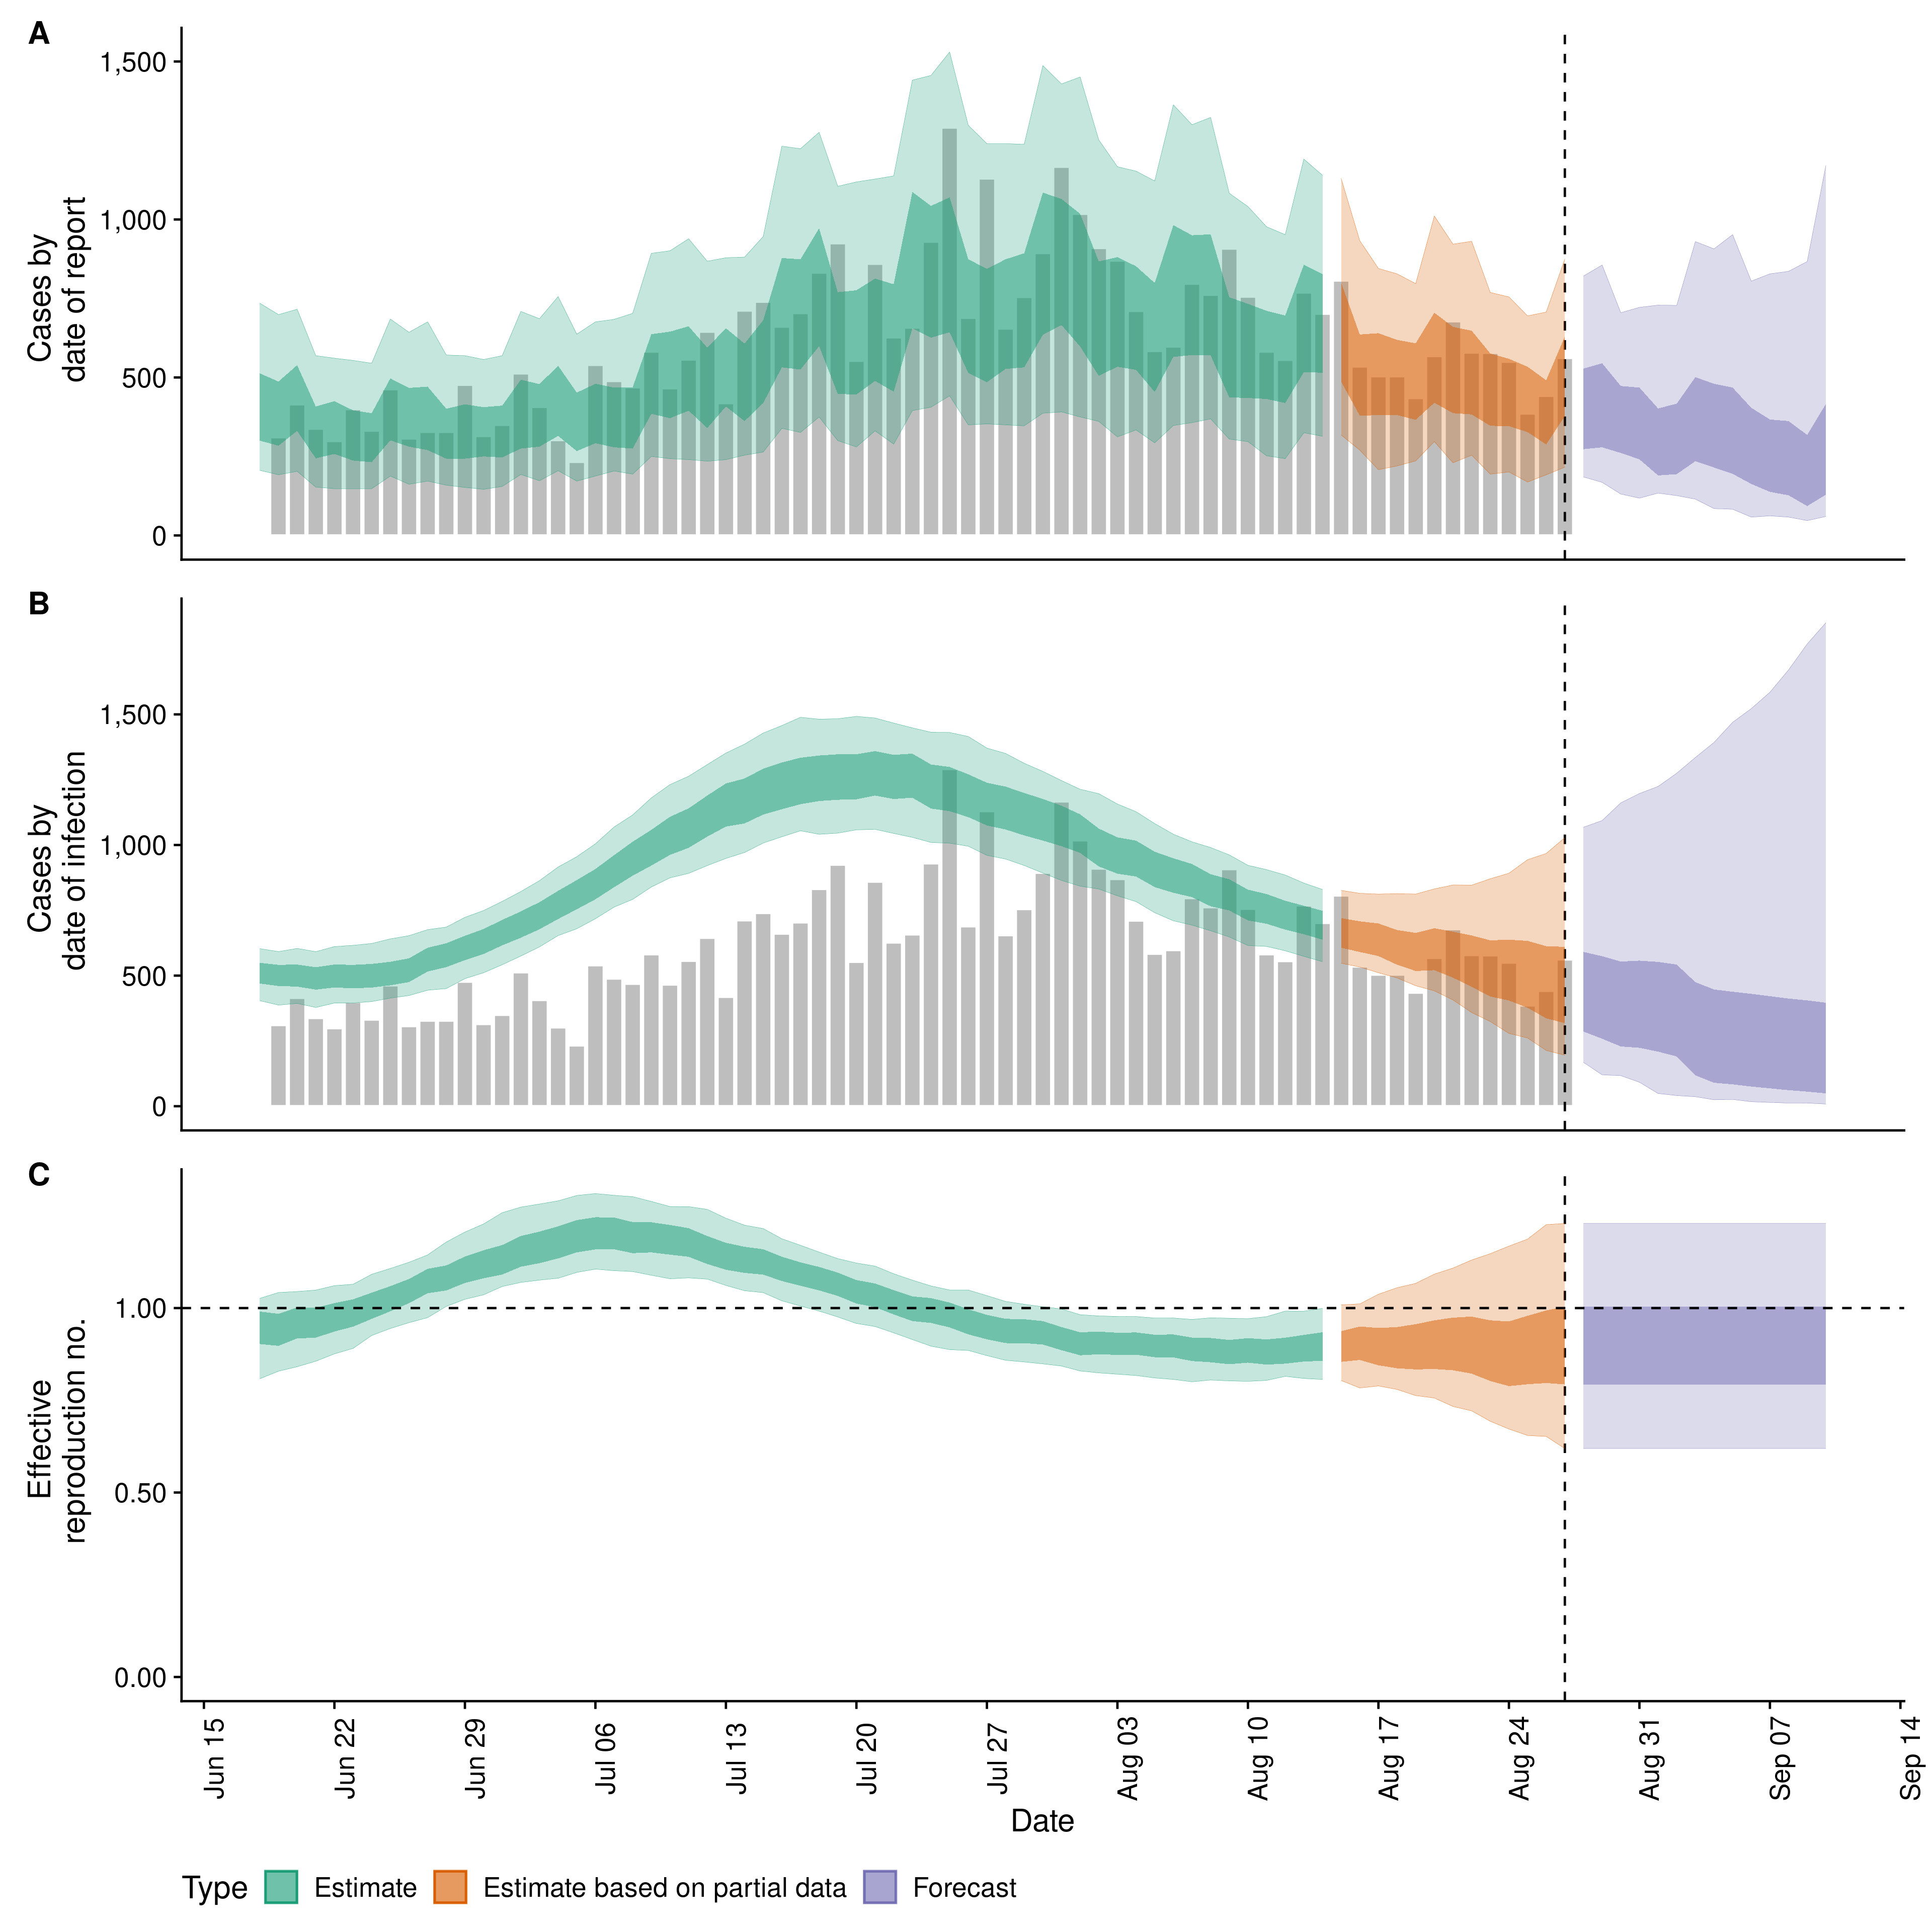 A
Cases by
date of report
1,500
1,000
500
0
B
Cases by
date of infection
1,500
1,000
500
0
C
Effective
reproduction no.
1.00
0.50
0.00
Jun 15
Jun 22
Jun 29
Jul 06
Jul 13
Jul 20
Jul 27
Aug 03
Aug 10
Aug 17
Aug 24
Aug 31
Sep 07
Sep 14
Date
Type
Estimate
Estimate based on partial data
Forecast